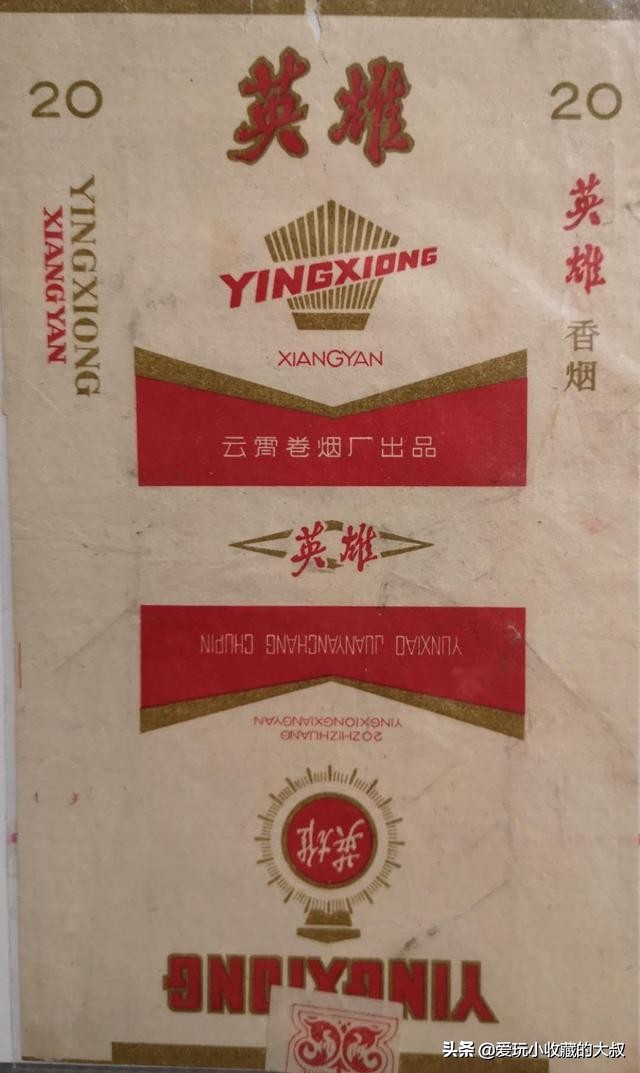 20
英雄
20
YINGXIONG
XIANGYAN
YINGXIONG
XIANGYAN
英雄
香烟
云霄卷烟厂出品
英雄
YUNXIAO JUANYANCHANG CHUPIN
20ZHIZHUANG
YINGXIONGXIANGYAN
英雄
YINGXIONG
头条 @爱玩小收藏的大叔